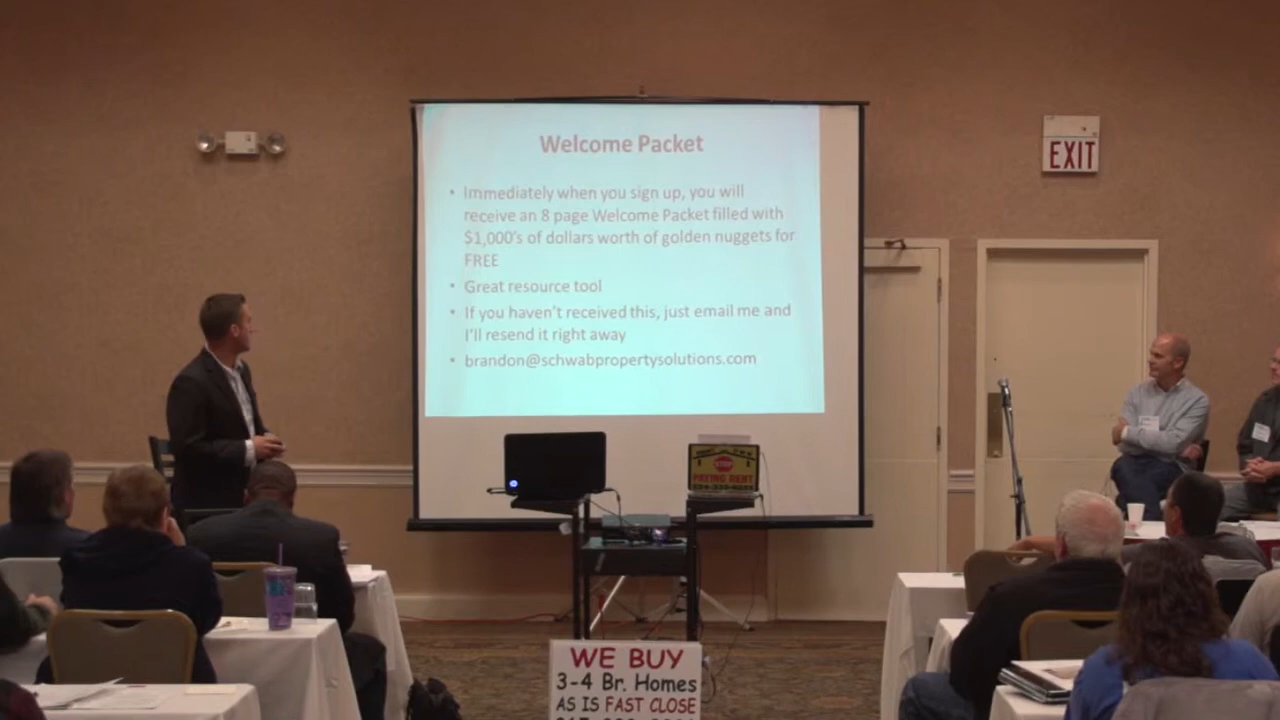 Welcome Packet
• Immediately when you sign up, you will
receive an 8 page Welcome Packet filled with
$1,000's of dollars worth of golden nuggets for
FREE
• Great resource tool
• If you haven't received this, just email me and
I'll resend it right away
• brandon@schwabpropertysolutions.com
EXIT
STOP
PAYING RENT
WE BUY
3-4 Br. Homes
AS IS FAST CLOSE